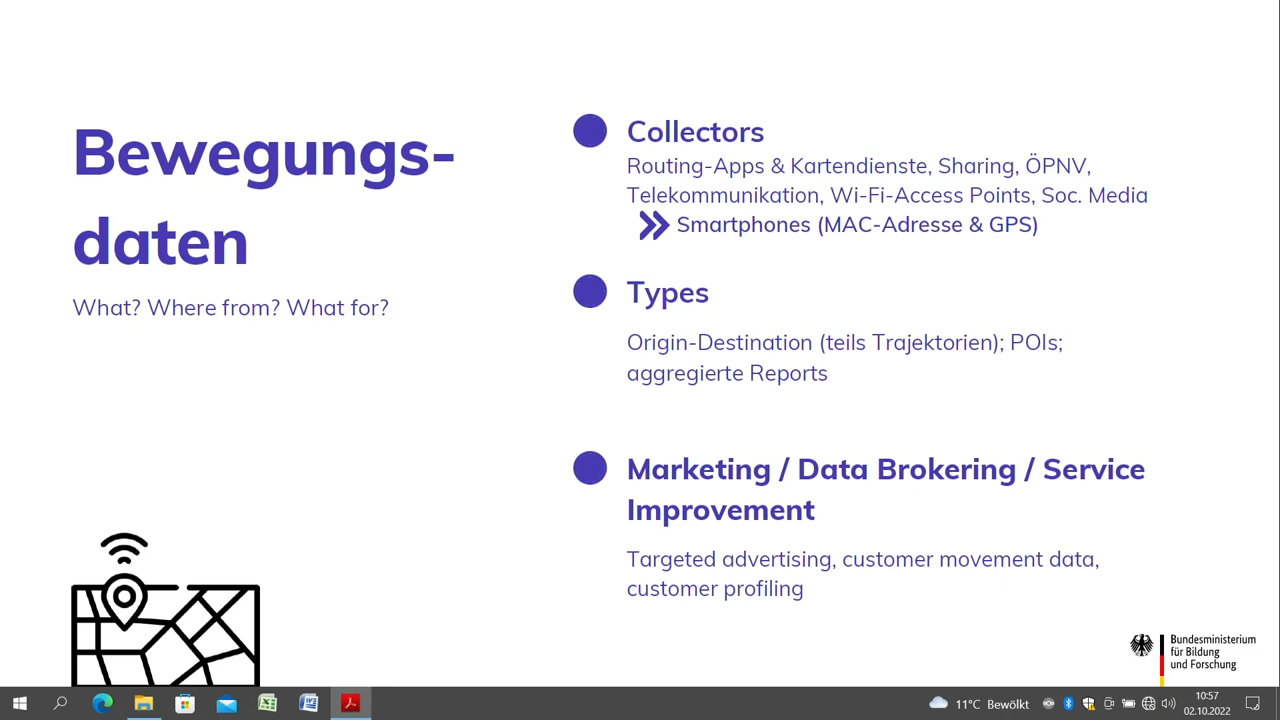 Bewegungs-
daten
What? Where from? What for?
Collectors
Routing-Apps & Kartendienste, Sharing, ÖPNV,
Telekommunikation, Wi-Fi-Access Points, Soc. Media
Smartphones (MAC-Adresse & GPS)
Types
Origin-Destination (teils Trajektorien); POIs;
aggregierte Reports
Marketing / Data Brokering / Service
Improvement
Targeted advertising, customer movement data,
customer profiling
Bundesministerium
für Bildung
und Forschung
11°C Bewölkt
10:57
02.10.2022